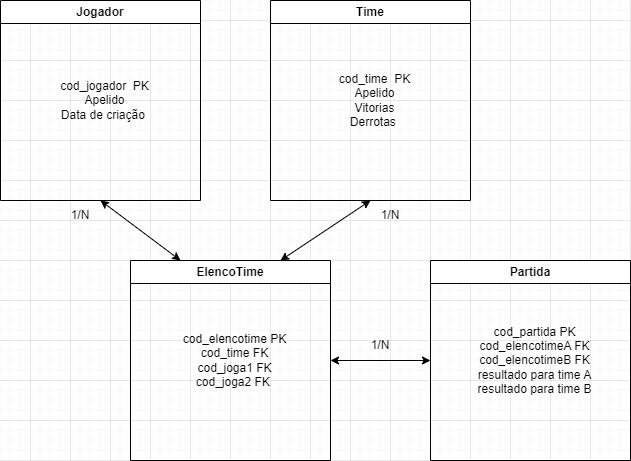 Jogador
cod_jogador PK
Apelido
Data de criação
Time
cod_time PK
Apelido
Vitorias
Derrotas
1/N
1/N
ElencoTime
cod_elencotime PK
cod_time FK
cod_joga1 FK
cod_joga2 FK
1/N
Partida
cod_partida PK
cod_elencotimeA FK
cod_elencotimeB FK
resultado para time A
resultado para time B